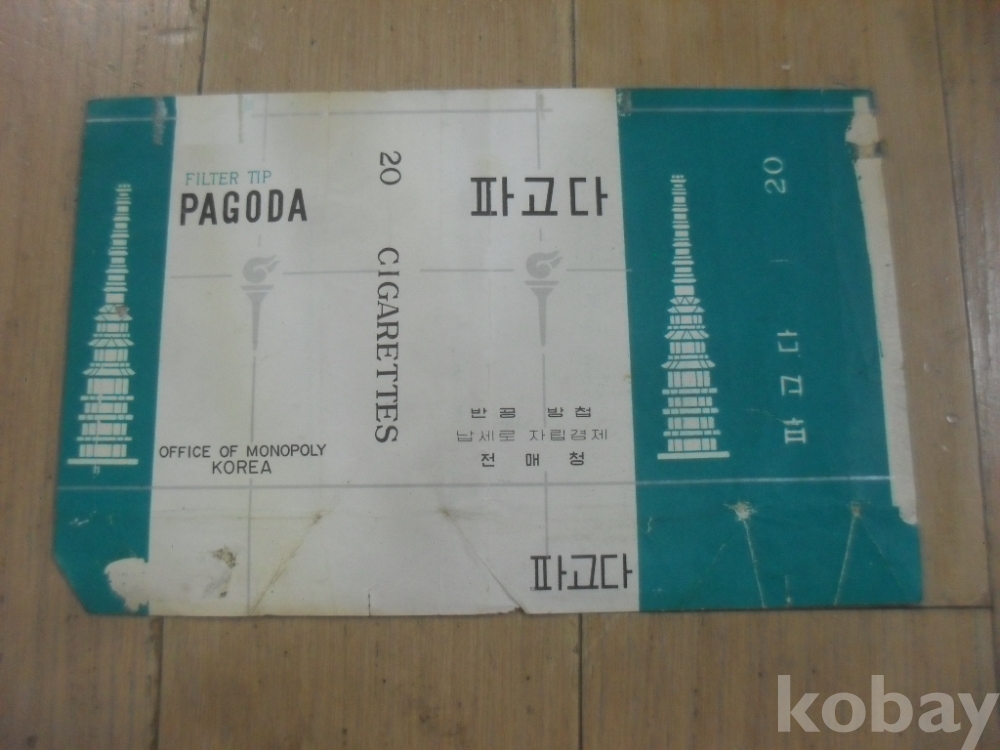 FILTER TIP
PAGODA
OFFICE OF MONOPOLY
KOREA
20 CIGARETTES
파고다
반공 방첩
납세로 자립경제
전매청
파고다
파고다 20
kobay